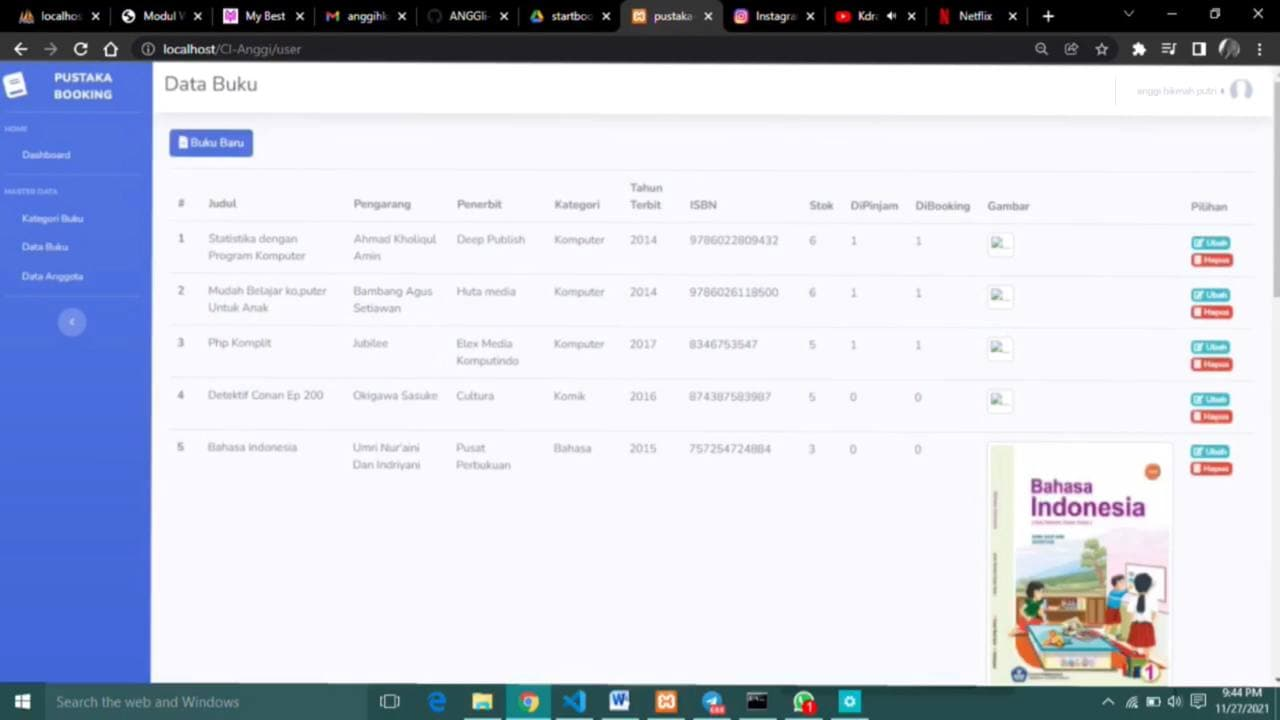 localhos
Modul V
My Best
anggihik
ANGGI-
startboo
pustaka-
Instagra
Kdra
Netflix
localhost/CI-Anggi/user
PUSTAKA
BOOKING
HOME
Dashboard
MASTER DATA
Kategori Buku
Data Buku
Data Anggota
Data Buku
anggi hikmah putri
Buku Baru
# Judul Pengarang Penerbit Kategori Tahun Terbit ISBN Stok DiPinjam DiBooking Gambar Pilihan
1 Statistika dengan Ahmad Kholiqul Deep Publish Komputer 2014 9786022809432 6 1 1 Ubah
Program Komputer Amin Hapus
2 Mudah Belajar ko,puter Bambang Agus Huta media Komputer 2014 9786026118500 6 1 1 Ubah
Untuk Anak Setiawan Hapus
3 Php Komplit Jubilee Elex Media Komputer 2017 8346753547 5 1 1 Ubah
Komputindo Hapus
4 Detektif Conan Ep 200 Okigawa Sasuke Cultura Komik 2016 874387583987 5 0 0 Ubah
Hapus
5 Bahasa Indonesia Umri Nur'aini Pusat Bahasa 2015 757254724884 3 0 0 Ubah
Dan Indriyani Perbukuan Hapus
Bahasa
Indonesia
1
Search the web and Windows
9:44 PM
11/27/2021